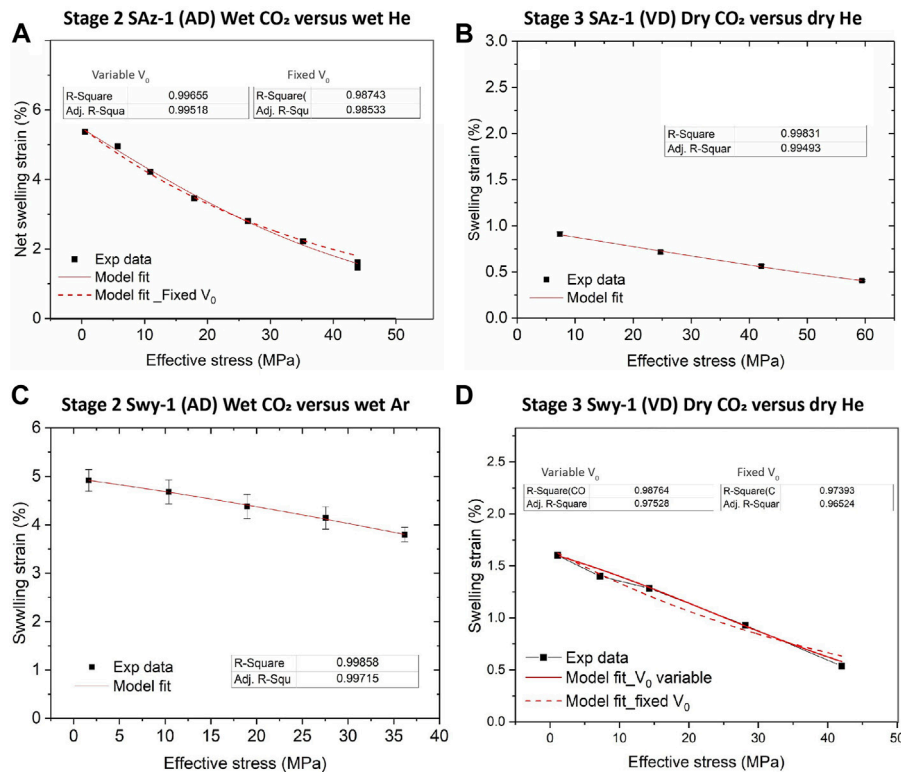 Stage 2 SAz-1 (AD) Wet CO₂ versus wet He
A
Variable V₀
Fixed V₀
R-Square 0.99655
Adj. R-Squa 0.99518
R-Square( 0.98743
Adj. R-Squ 0.98533
Net swelling strain (%)
6
4
2
0
Exp data
Model fit
Model fit _Fixed V₀
0 10 20 30 40 50
Effective stress (MPa)
Stage 3 SAz-1 (VD) Dry CO₂ versus dry He
B
3.0
2.5
2.0
1.5
1.0
0.5
0.0
R-Square 0.99831
Adj. R-Squar 0.99493
Swelling strain (%)
Exp data
Model fit
0 10 20 30 40 50 60
Effective stress (MPa)
C
Stage 2 Swy-1 (AD) Wet CO₂ versus wet Ar
6
5
4
3
2
1
0
Swwlling strain (%)
Exp data
Model fit
R-Square 0.99858
Adj. R-Squ 0.99715
0 5 10 15 20 25 30 35 40
Effective stress (MPa)
D
Stage 3 Swy-1 (VD) Dry CO₂ versus dry He
2.5
2.0
1.5
1.0
0.5
0.0
Variable V₀
Fixed V₀
R-Square(CO 0.98764
Adj. R-Square 0.97528
R-Square(C 0.97393
Adj. R-Squar 0.96524
Swelling strain (%)
Exp data
Model fit_V₀ variable
Model fit_fixed V₀
0 10 20 30 40 50
Effective stress (MPa)